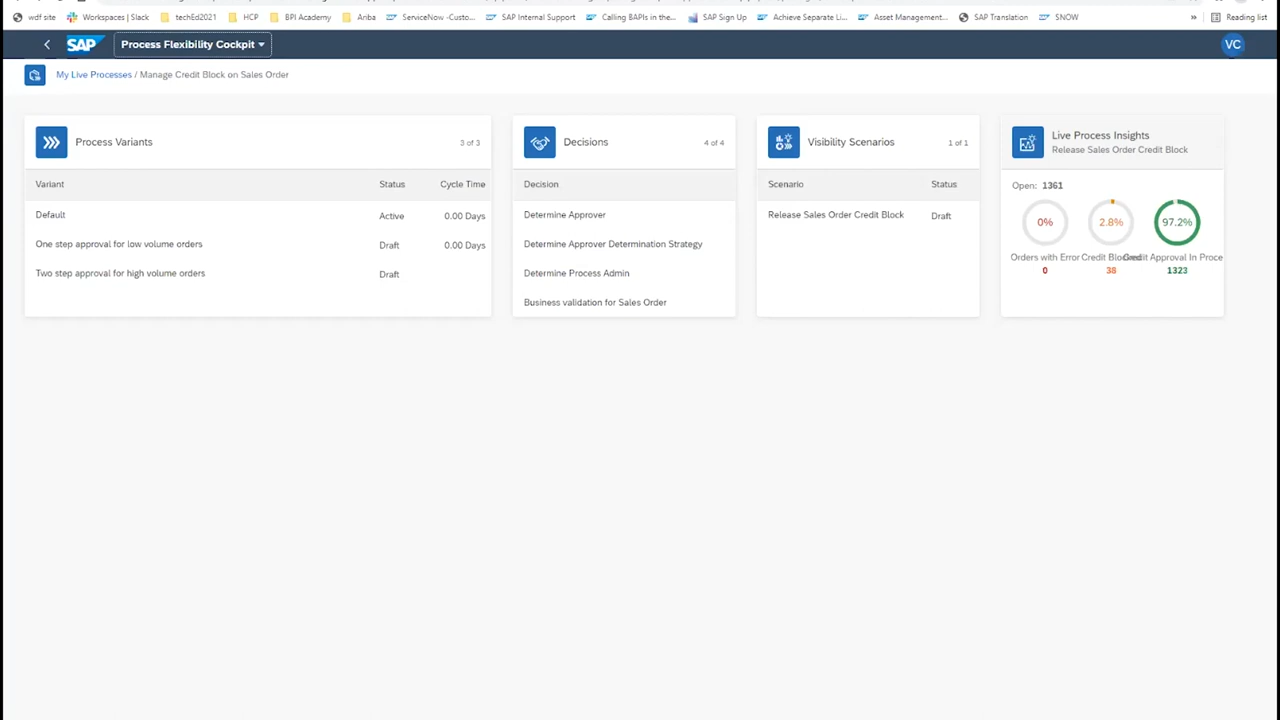 wdf site Workspaces | Slack techEd2021 HCP BPI Academy Ariba ServiceNow -Custo... SAP Internal Support Calling BAPIs in the... SAP Sign Up Achieve Separate Li... Asset Management... SAP Translation SNOW » Reading list
SAP Process Flexibility Cockpit VC
My Live Processes / Manage Credit Block on Sales Order
Process Variants 3 of 3
Variant Status Cycle Time
Default Active 0.00 Days
One step approval for low volume orders Draft 0.00 Days
Two step approval for high volume orders Draft
Decisions 4 of 4
Decision
Determine Approver
Determine Approver Determination Strategy
Determine Process Admin
Business validation for Sales Order
Visibility Scenarios 1 of 1
Scenario Status
Release Sales Order Credit Block Draft
Live Process Insights
Release Sales Order Credit Block
Open: 1361
0% 2.8% 97.2%
Orders with Error Credit Approval In Proce
0 38 1323